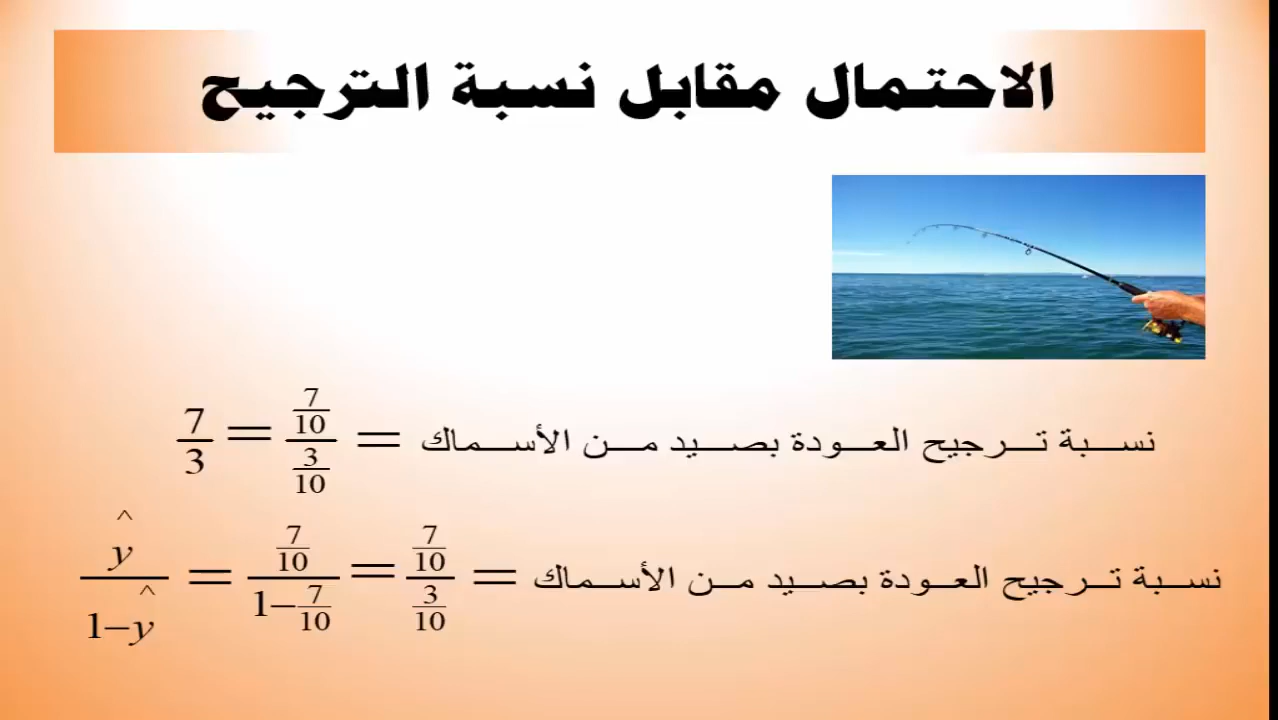 الاحتمال مقابل نسبة الترجيح
نسبة ترجيح العودة بصيد من الأسماك = (7/10)/(3/10) = 7/3
نسبة ترجيح العودة بصيد من الأسماك = (7/10)/(3/10) = (7/10)/(1−7/10) = ŷ/(1−ŷ)